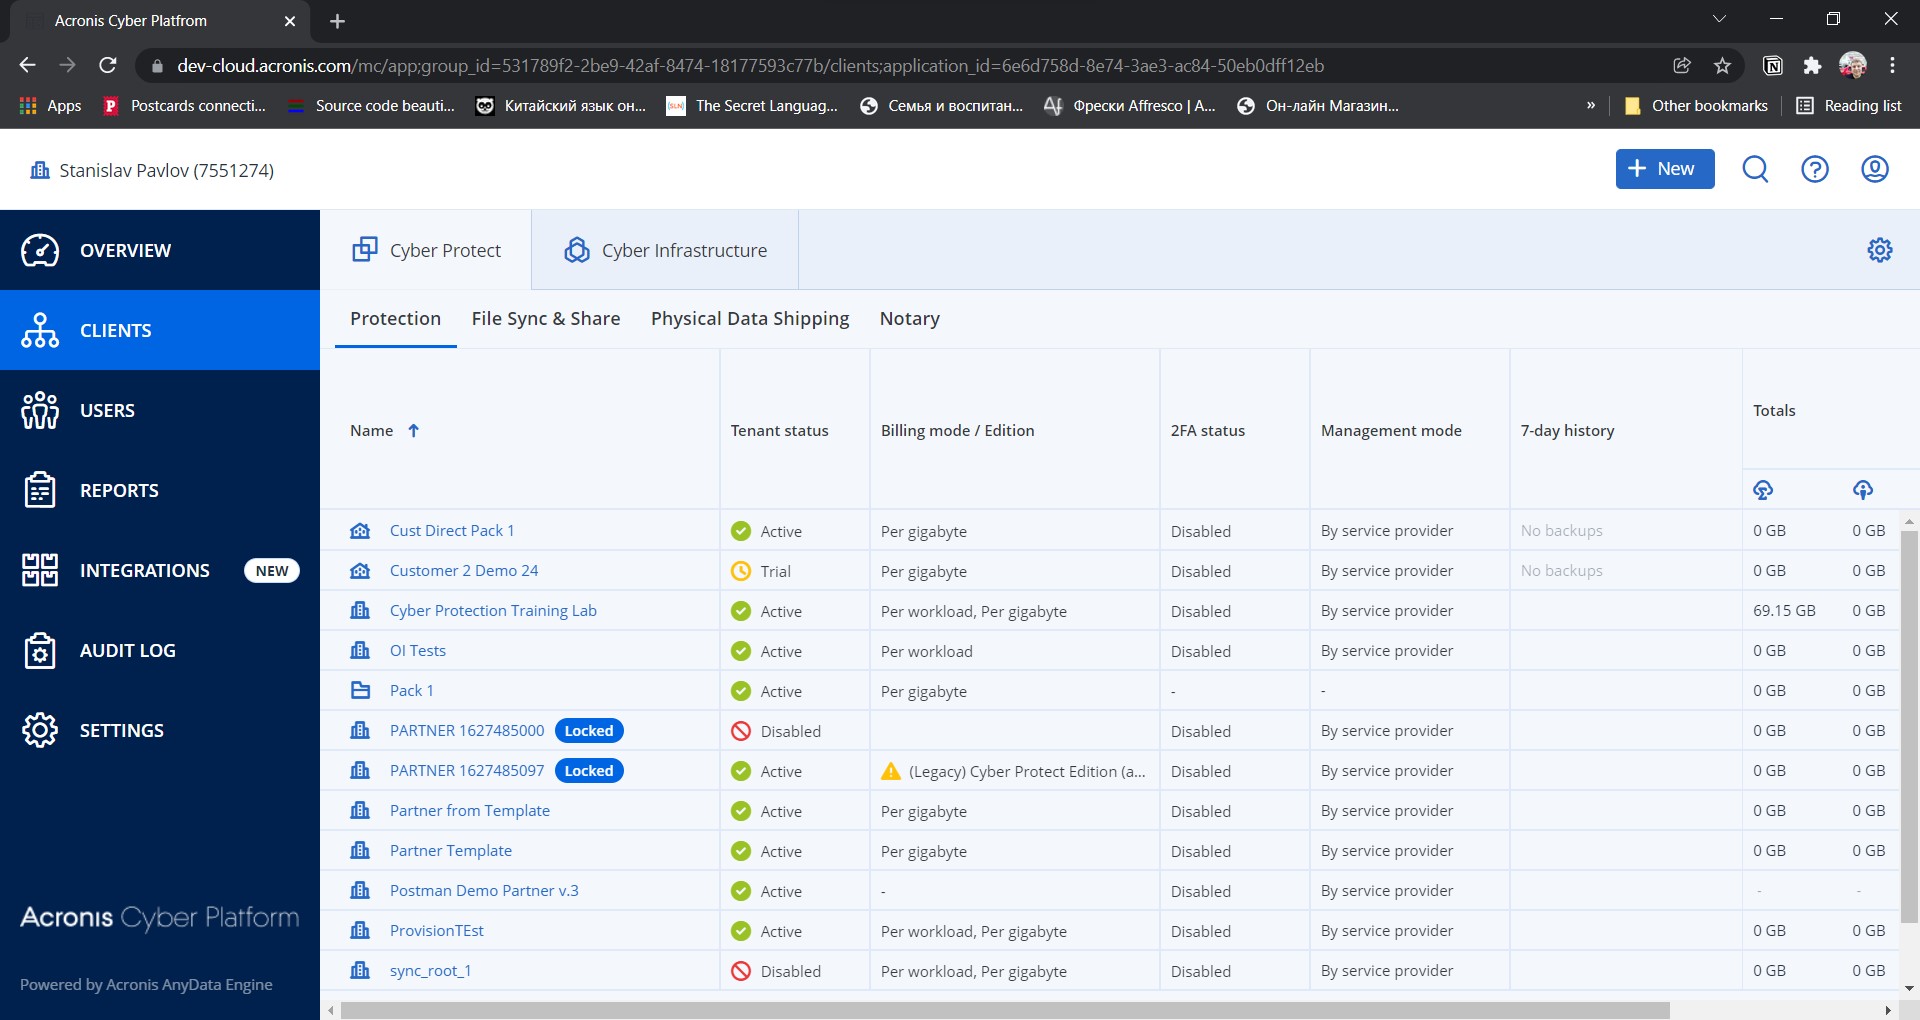 Acronis Cyber Platfrom
dev-cloud.acronis.com/mc/app;group_id=531789f2-2be9-42af-8474-18177593c77b/clients;application_id=6e6d758d-8e74-3ae3-ac84-50eb0dff12eb
Apps Postcards connecti... Source code beauti... Китайский язык он... The Secret Languag... Семья и воспитан... Фрески Affresco | A... Он-лайн Магазин... » Other bookmarks Reading list
Stanislav Pavlov (7551274) + New
OVERVIEW
CLIENTS
USERS
REPORTS
INTEGRATIONS NEW
AUDIT LOG
SETTINGS
Acronis Cyber Platform
Powered by Acronis AnyData Engine
Cyber Protect Cyber Infrastructure
Protection File Sync & Share Physical Data Shipping Notary
Name Tenant status Billing mode / Edition 2FA status Management mode 7-day history Totals
Cust Direct Pack 1 Active Per gigabyte Disabled By service provider No backups 0 GB 0 GB
Customer 2 Demo 24 Trial Per gigabyte Disabled By service provider No backups 0 GB 0 GB
Cyber Protection Training Lab Active Per workload, Per gigabyte Disabled By service provider 69.15 GB 0 GB
OI Tests Active Per workload Disabled By service provider 0 GB 0 GB
Pack 1 Active Per gigabyte - - 0 GB 0 GB
PARTNER 1627485000 Locked Disabled Disabled By service provider 0 GB 0 GB
PARTNER 1627485097 Locked Active (Legacy) Cyber Protect Edition (a... Disabled By service provider 0 GB 0 GB
Partner from Template Active Per gigabyte Disabled By service provider 0 GB 0 GB
Partner Template Active Per gigabyte Disabled By service provider 0 GB 0 GB
Postman Demo Partner v.3 Active - Disabled By service provider - -
ProvisionTEst Active Per workload, Per gigabyte Disabled By service provider 0 GB 0 GB
sync_root_1 Disabled Per workload, Per gigabyte Disabled By service provider 0 GB 0 GB